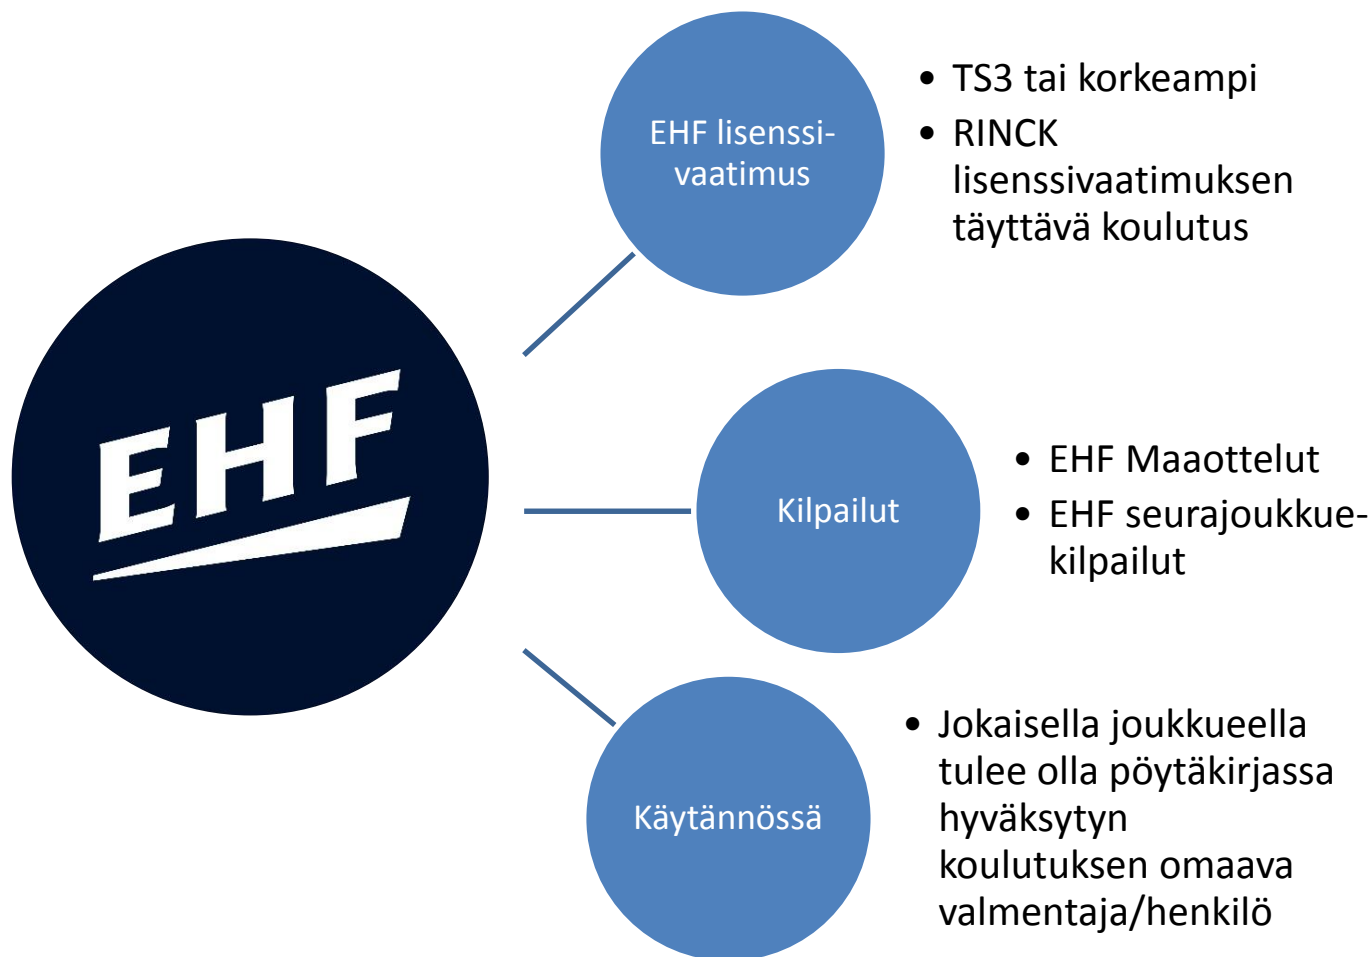 EHF
EHF lisenssi-
vaatimus
• TS3 tai korkeampi
• RINCK
lisenssivaatimuksen
täyttävä koulutus
Kilpailut
• EHF Maaottelut
• EHF seurajoukkue-
kilpailut
Käytännössä
• Jokaisella joukkueella
tulee olla pöytäkirjassa
hyväksytyn
koulutuksen omaava
valmentaja/henkilö